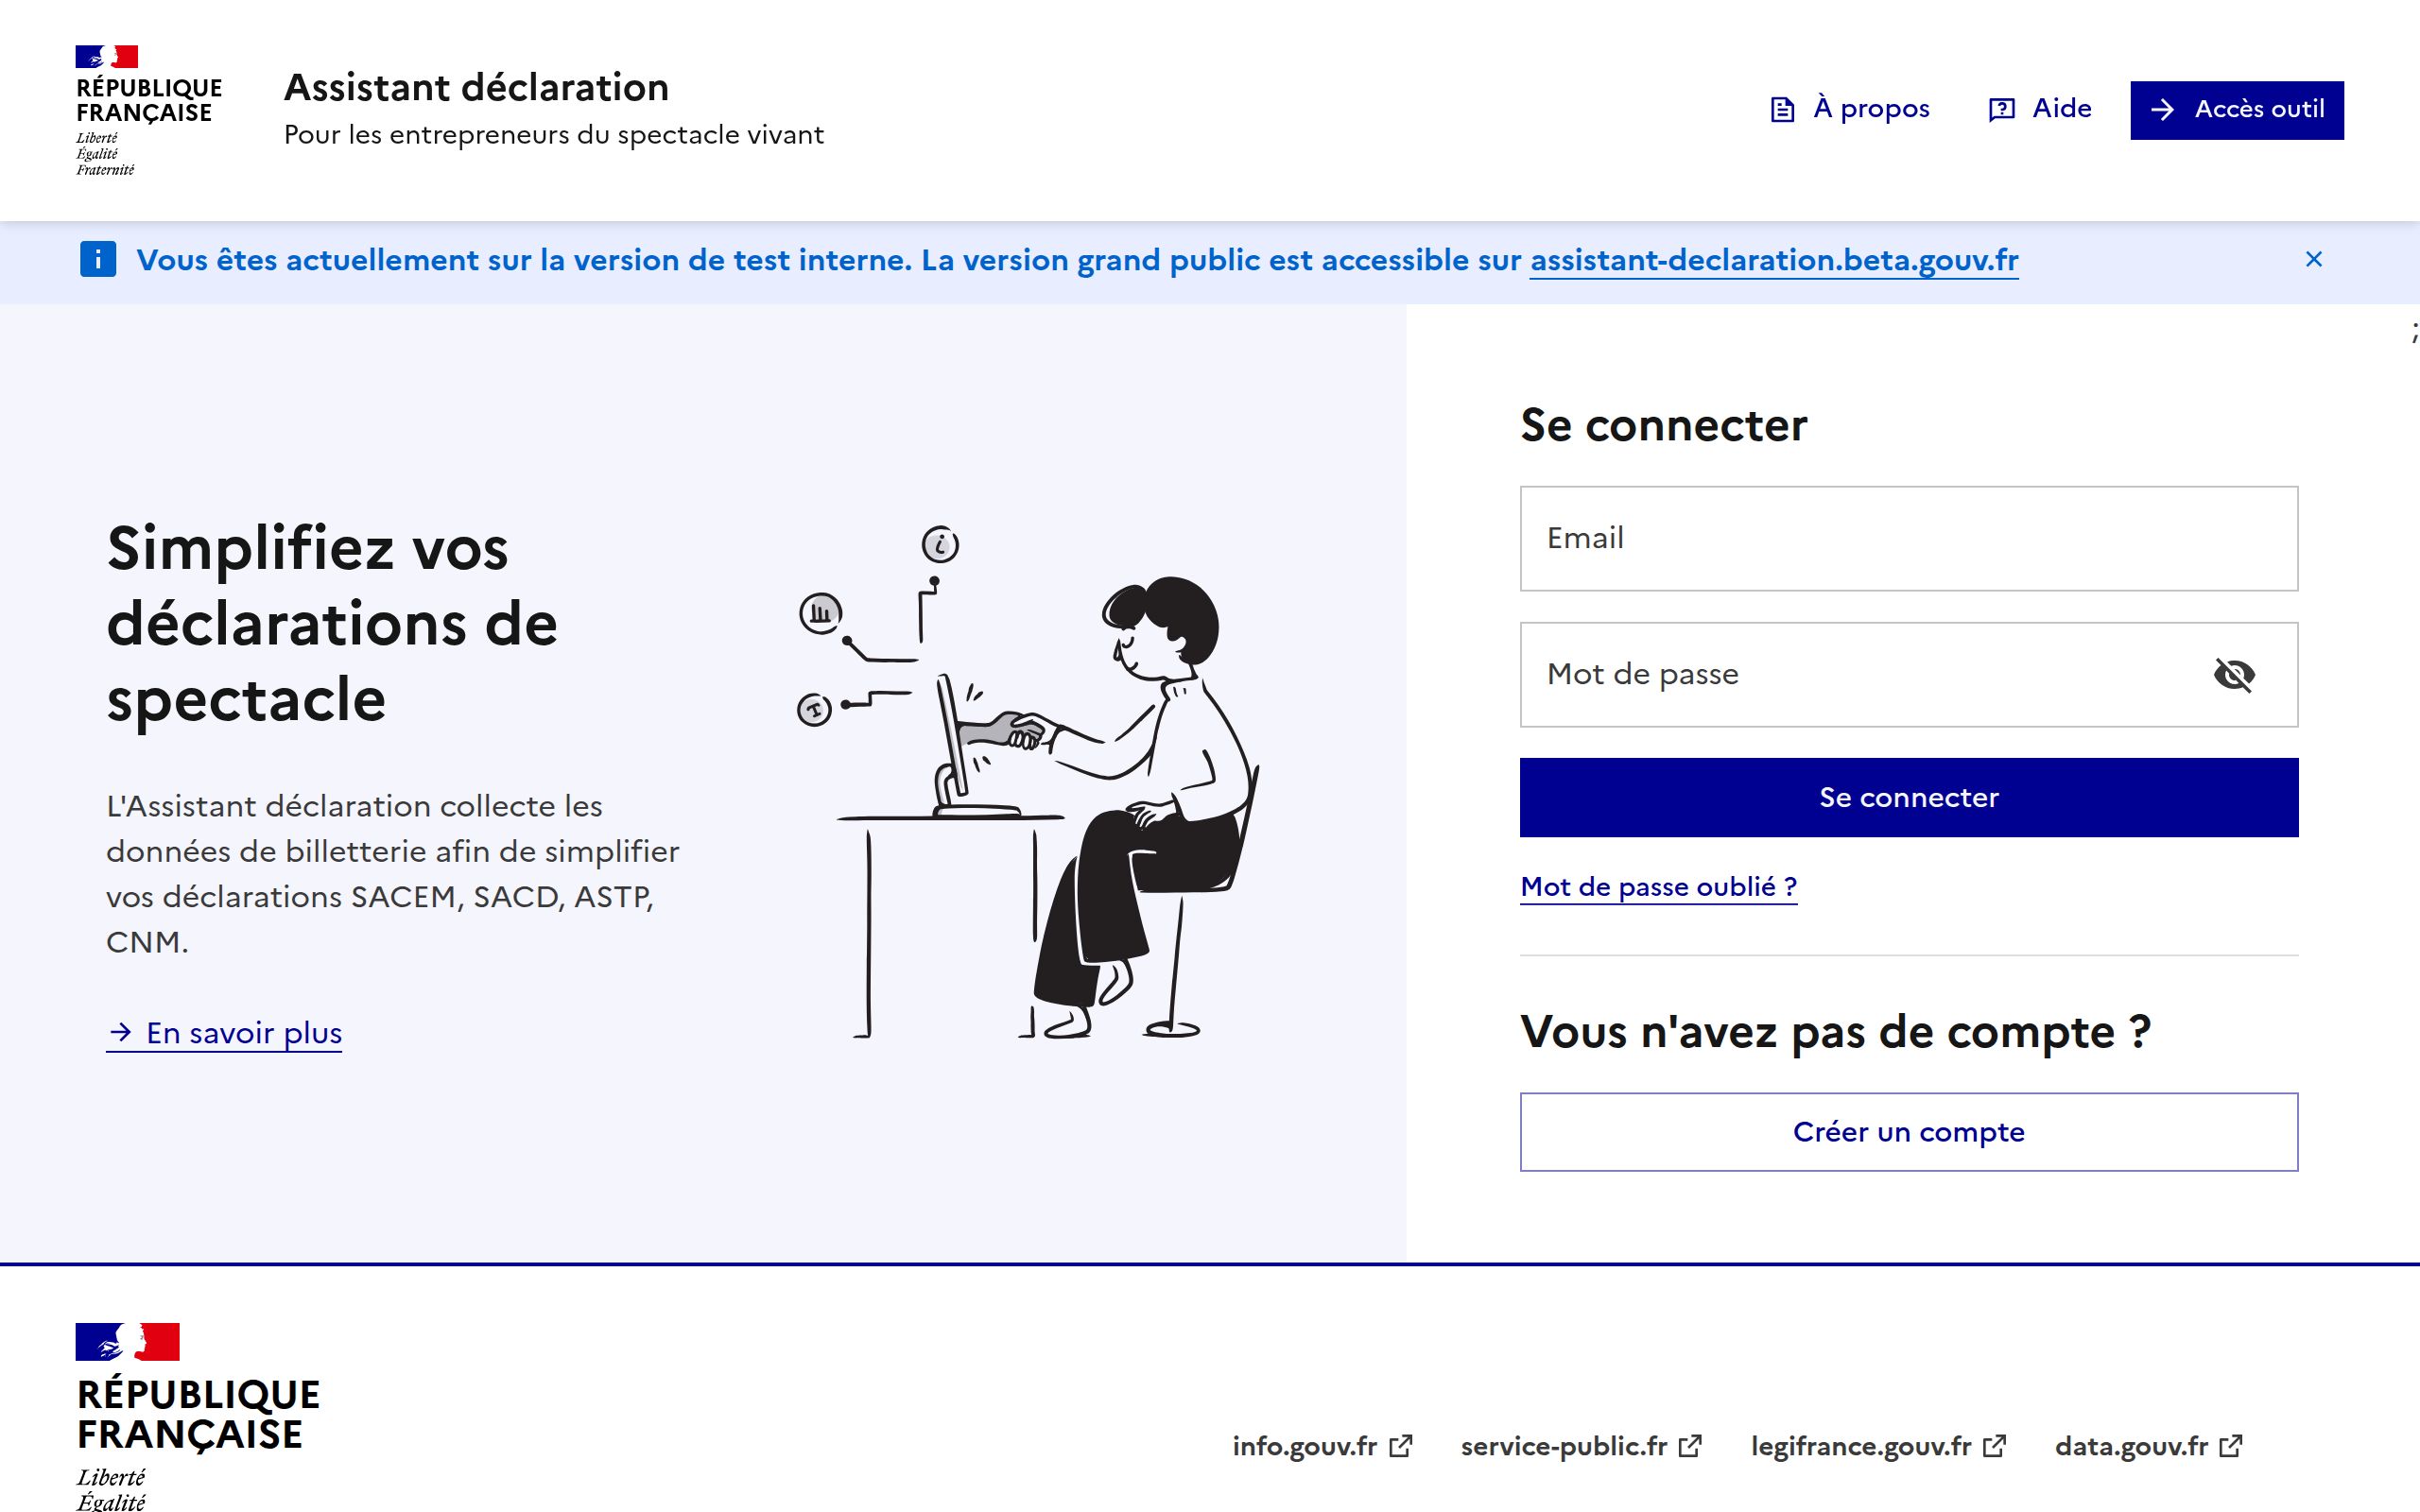 RÉPUBLIQUE
FRANÇAISE
Liberté
Égalité
Fraternité
Assistant déclaration
Pour les entrepreneurs du spectacle vivant
À propos
Aide
Accès outil
Vous êtes actuellement sur la version de test interne. La version grand public est accessible sur assistant-declaration.beta.gouv.fr
;
Simplifiez vos
déclarations de
spectacle
L'Assistant déclaration collecte les
données de billetterie afin de simplifier
vos déclarations SACEM, SACD, ASTP,
CNM.
En savoir plus
Se connecter
Email
Mot de passe
Se connecter
Mot de passe oublié ?
Vous n'avez pas de compte ?
Créer un compte
RÉPUBLIQUE
FRANÇAISE
Liberté
Égalité
info.gouv.fr
service-public.fr
legifrance.gouv.fr
data.gouv.fr